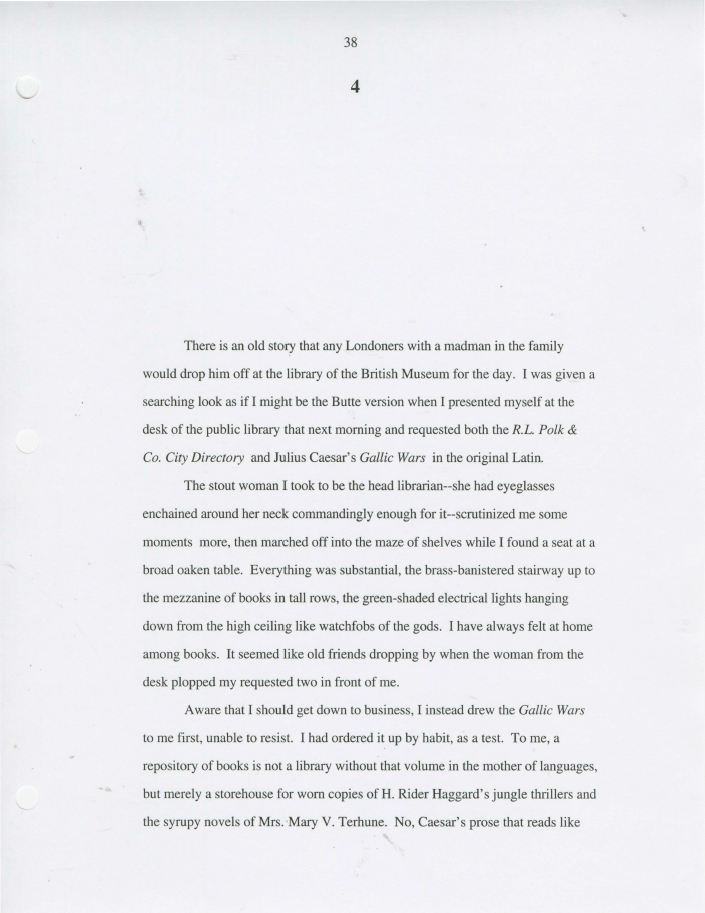 38
4
There is an old story that any Londoners with a madman in the family
would drop him off at the library of the British Museum for the day. I was given a
searching look as if I might be the Butte version when I presented myself at the
desk of the public library that next morning and requested both the R.L. Polk &
Co. City Directory and Julius Caesar's Gallic Wars in the original Latin.
The stout woman I took to be the head librarian--she had eyeglasses
enchained around her neck commandingly enough for it--scrutinized me some
moments more, then marched off into the maze of shelves while I found a seat at a
broad oaken table. Everything was substantial, the brass-banistered stairway up to
the mezzanine of books in tall rows, the green-shaded electrical lights hanging
down from the high ceiling like watchfobs of the gods. I have always felt at home
among books. It seemed like old friends dropping by when the woman from the
desk plopped my requested two in front of me.
Aware that I should get down to business, I instead drew the Gallic Wars
to me first, unable to resist. I had ordered it up by habit, as a test. To me, a
repository of books is not a library without that volume in the mother of languages,
but merely a storehouse for worn copies of H. Rider Haggard's jungle thrillers and
the syrupy novels of Mrs. Mary V. Terhune. No, Caesar's prose that reads like